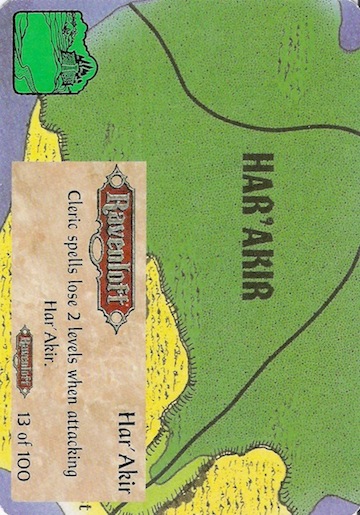 HAR'AKIR
Ravenloft
Har'Akir
Cleric spells lose 2 levels when attacking
Har'Akir.
Ravenloft
13 of 100